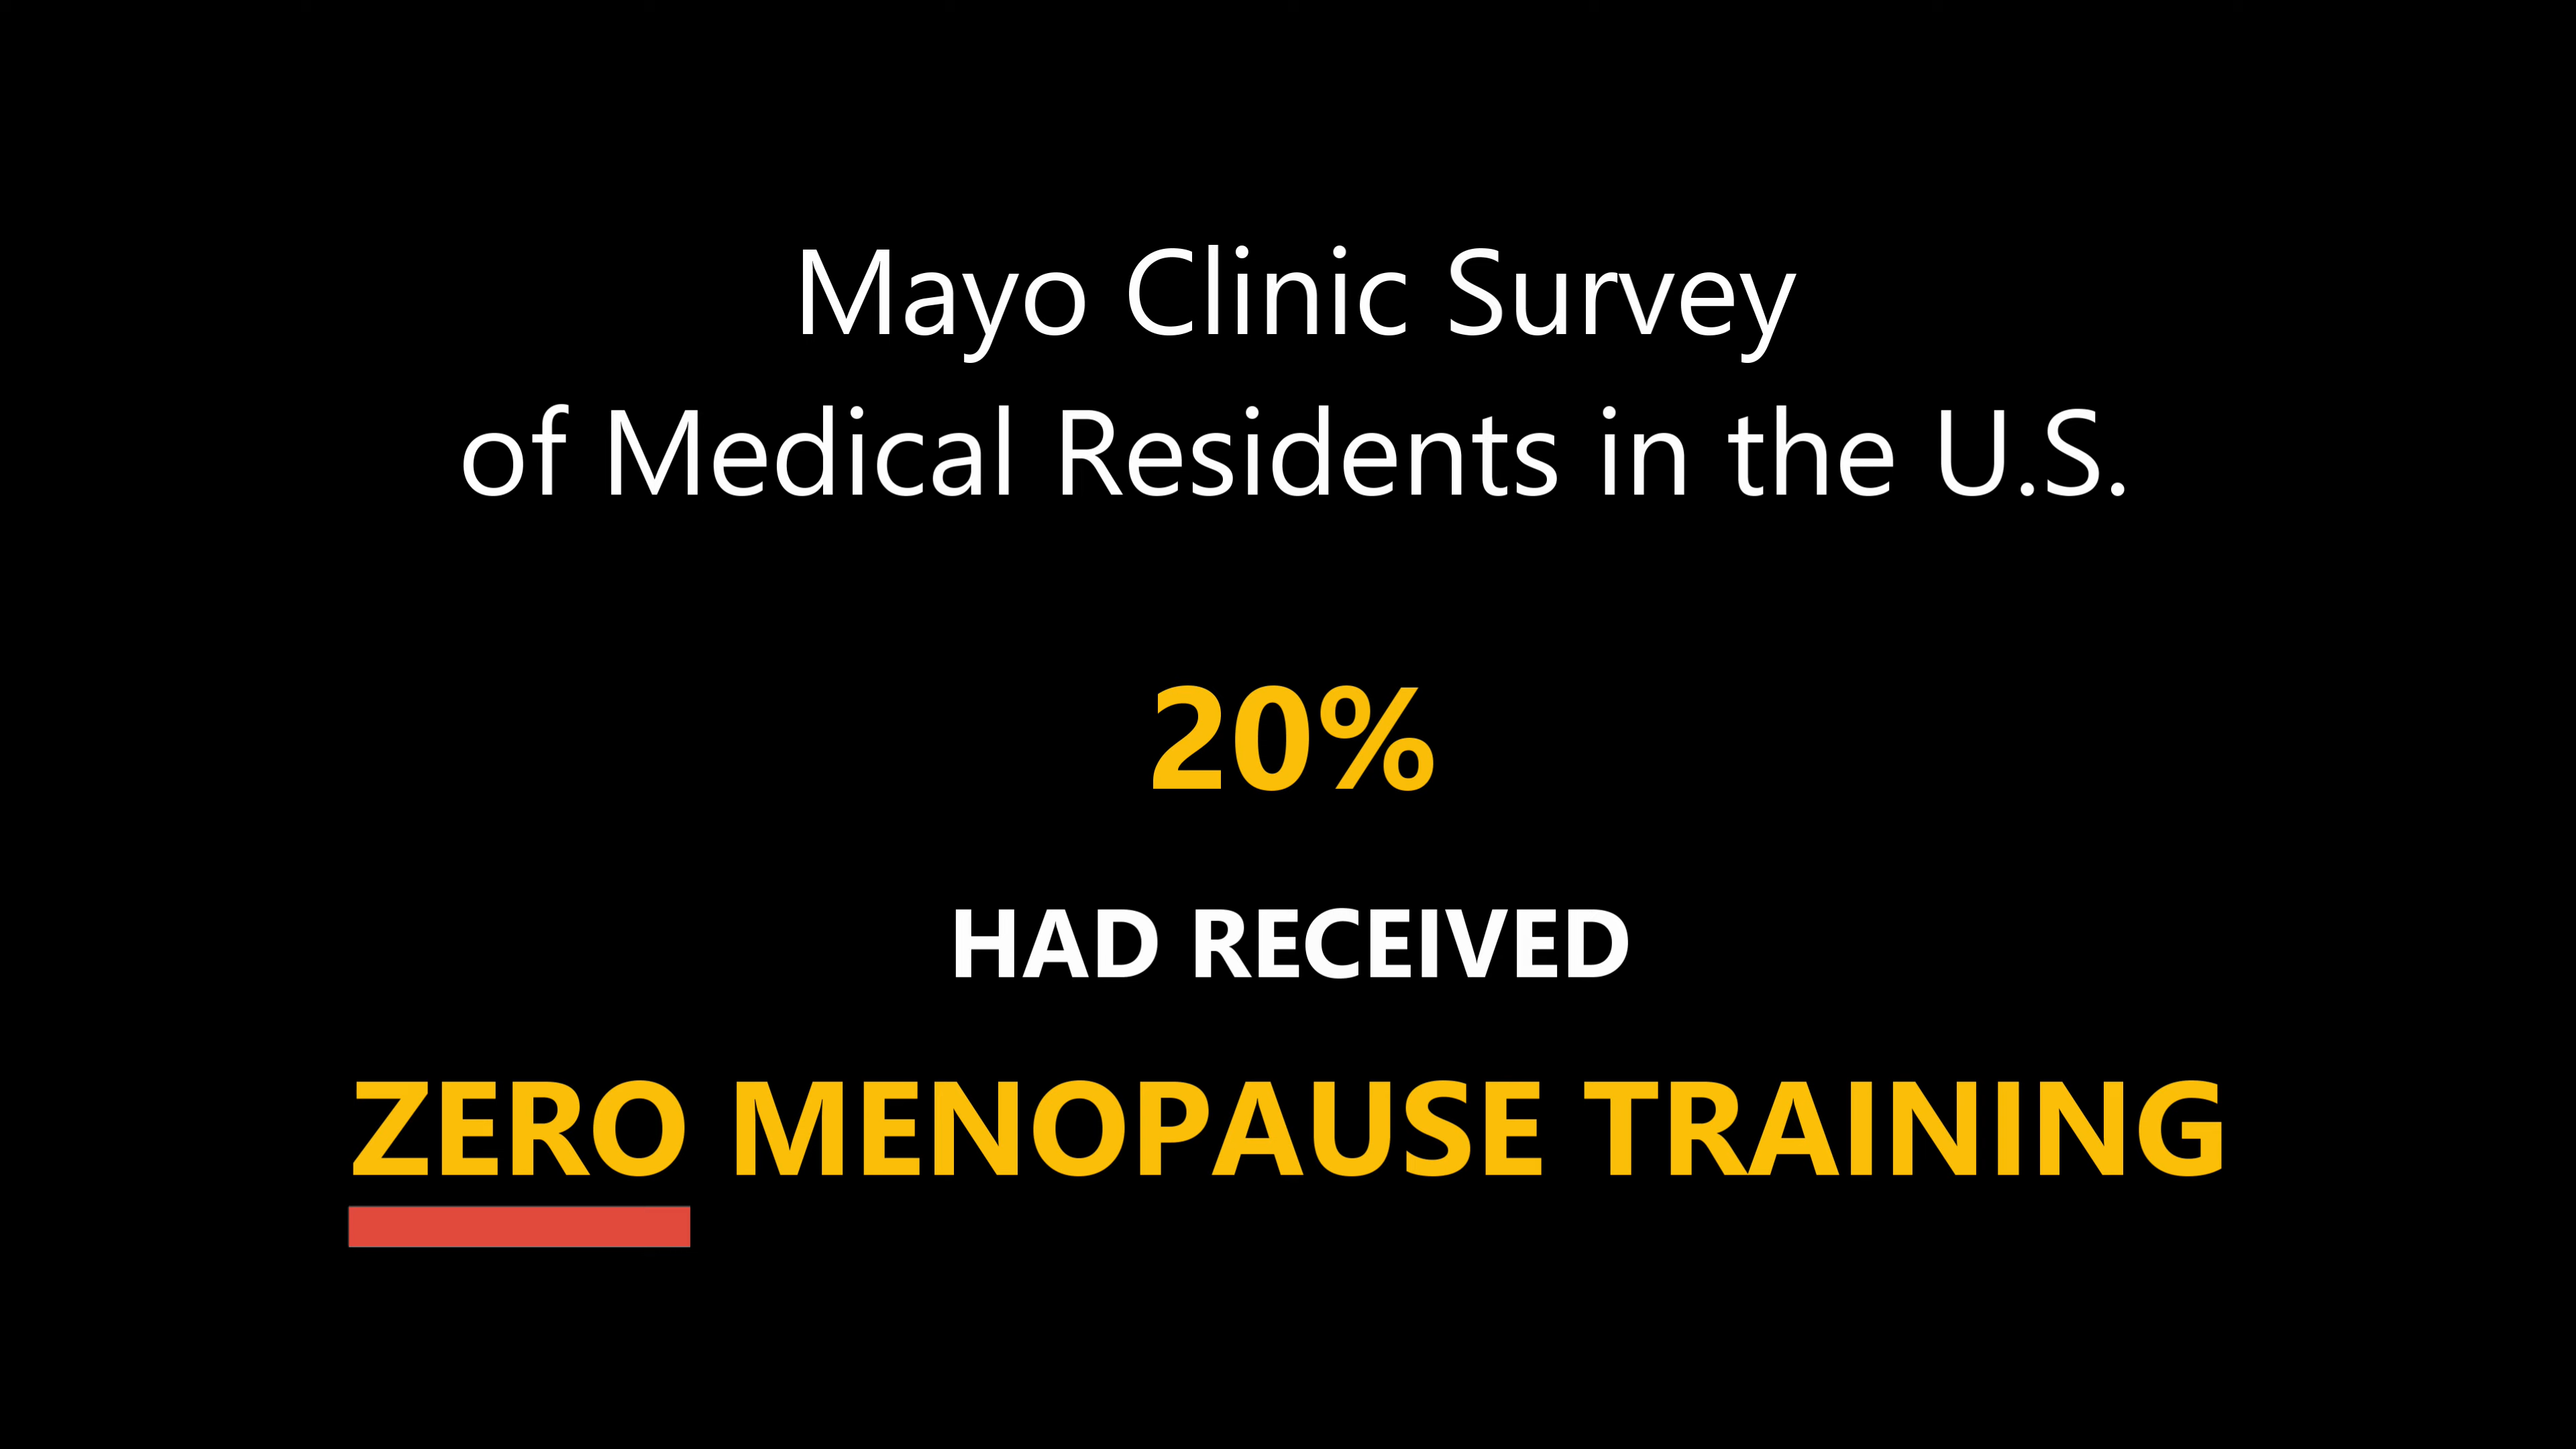 Mayo Clinic Survey
of Medical Residents in the U.S.
20%
HAD RECEIVED
ZERO MENOPAUSE TRAINING